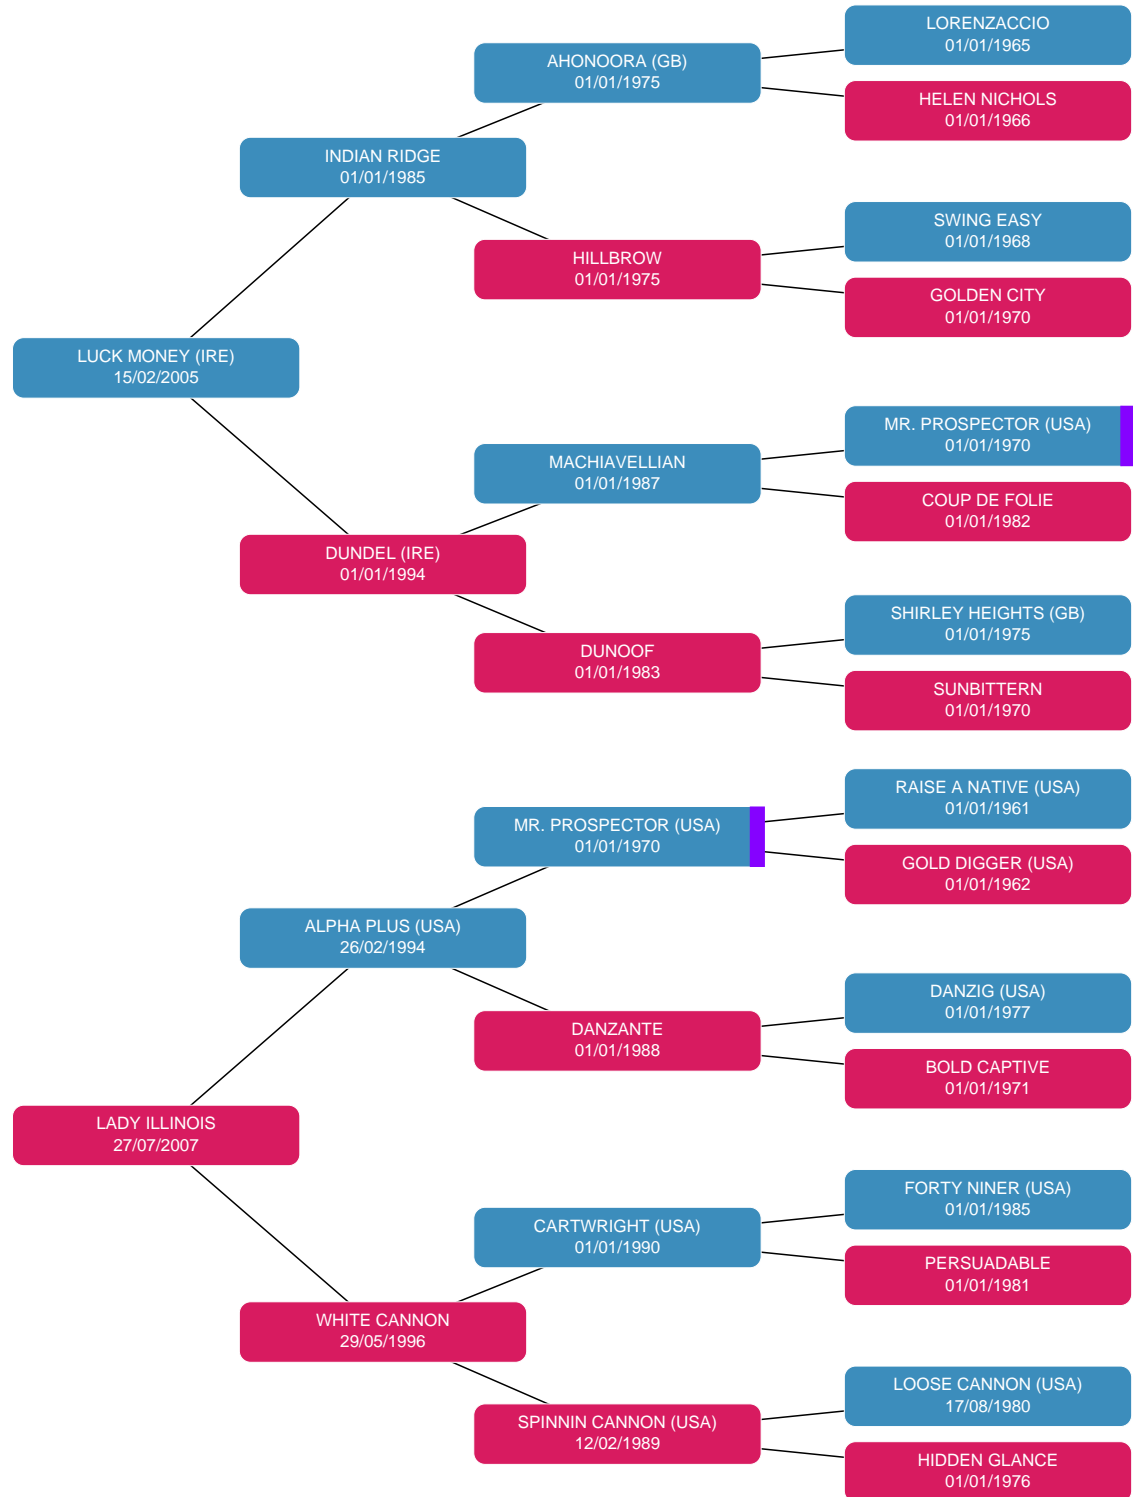 LORENZACCIO
01/01/1965
AHONOORA (GB)
01/01/1975
HELEN NICHOLS
01/01/1966
INDIAN RIDGE
01/01/1985
SWING EASY
01/01/1968
HILLBROW
01/01/1975
GOLDEN CITY
01/01/1970
LUCK MONEY (IRE)
15/02/2005
MR. PROSPECTOR (USA)
01/01/1970
MACHIAVELLIAN
01/01/1987
COUP DE FOLIE
01/01/1982
DUNDEL (IRE)
01/01/1994
SHIRLEY HEIGHTS (GB)
01/01/1975
DUNOOF
01/01/1983
SUNBITTERN
01/01/1970
RAISE A NATIVE (USA)
01/01/1961
MR. PROSPECTOR (USA)
01/01/1970
GOLD DIGGER (USA)
01/01/1962
ALPHA PLUS (USA)
26/02/1994
DANZIG (USA)
01/01/1977
DANZANTE
01/01/1988
BOLD CAPTIVE
01/01/1971
LADY ILLINOIS
27/07/2007
FORTY NINER (USA)
01/01/1985
CARTWRIGHT (USA)
01/01/1990
PERSUADABLE
01/01/1981
WHITE CANNON
29/05/1996
LOOSE CANNON (USA)
17/08/1980
SPINNIN CANNON (USA)
12/02/1989
HIDDEN GLANCE
01/01/1976